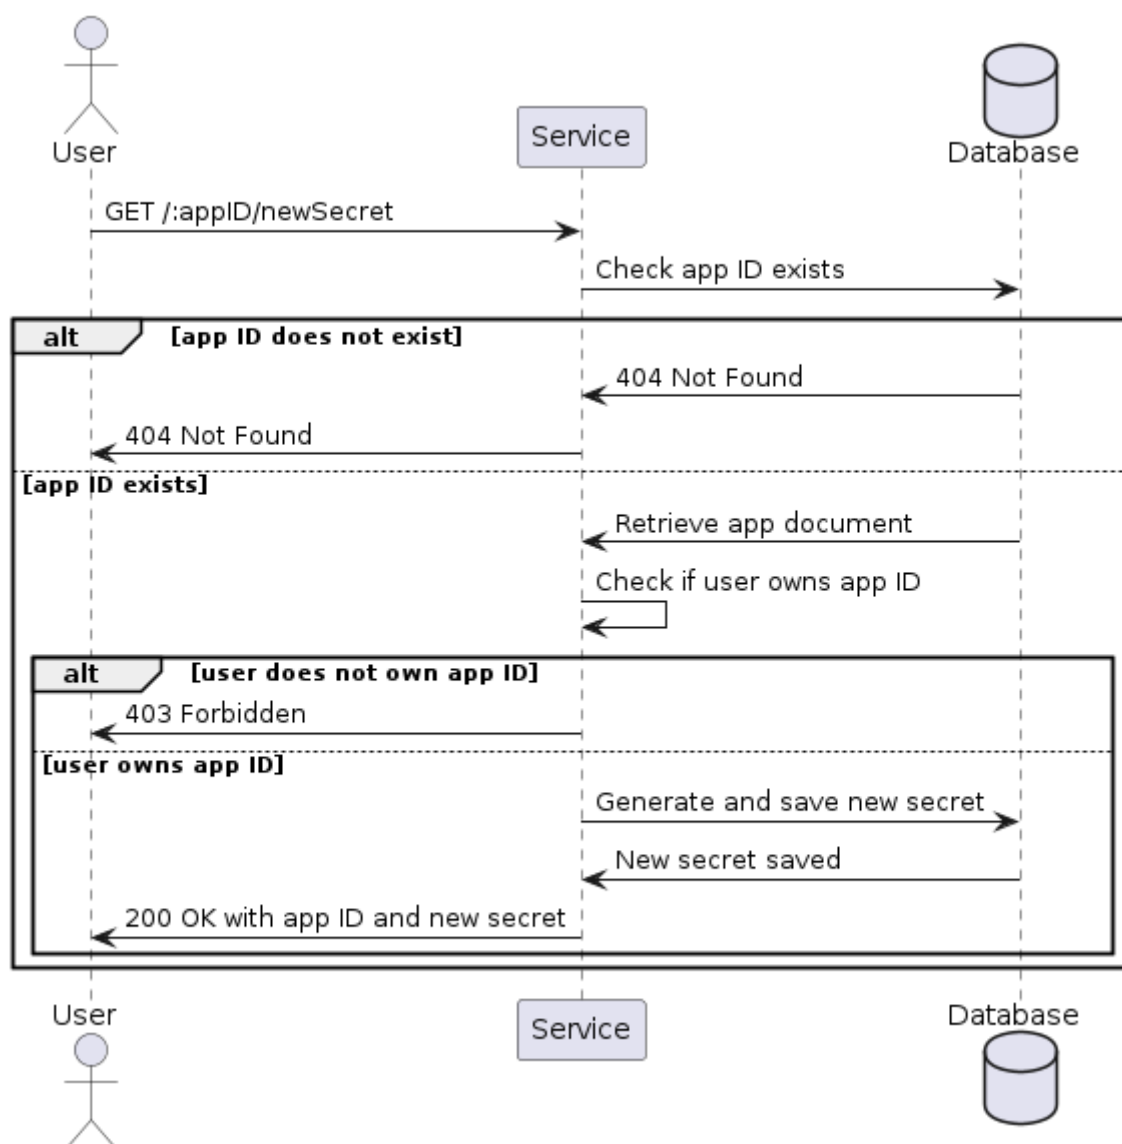 User
Service
Database
GET /:appID/newSecret
Check app ID exists
alt [app ID does not exist]
404 Not Found
404 Not Found
[app ID exists]
Retrieve app document
Check if user owns app ID
alt [user does not own app ID]
403 Forbidden
[user owns app ID]
Generate and save new secret
New secret saved
200 OK with app ID and new secret
User
Service
Database